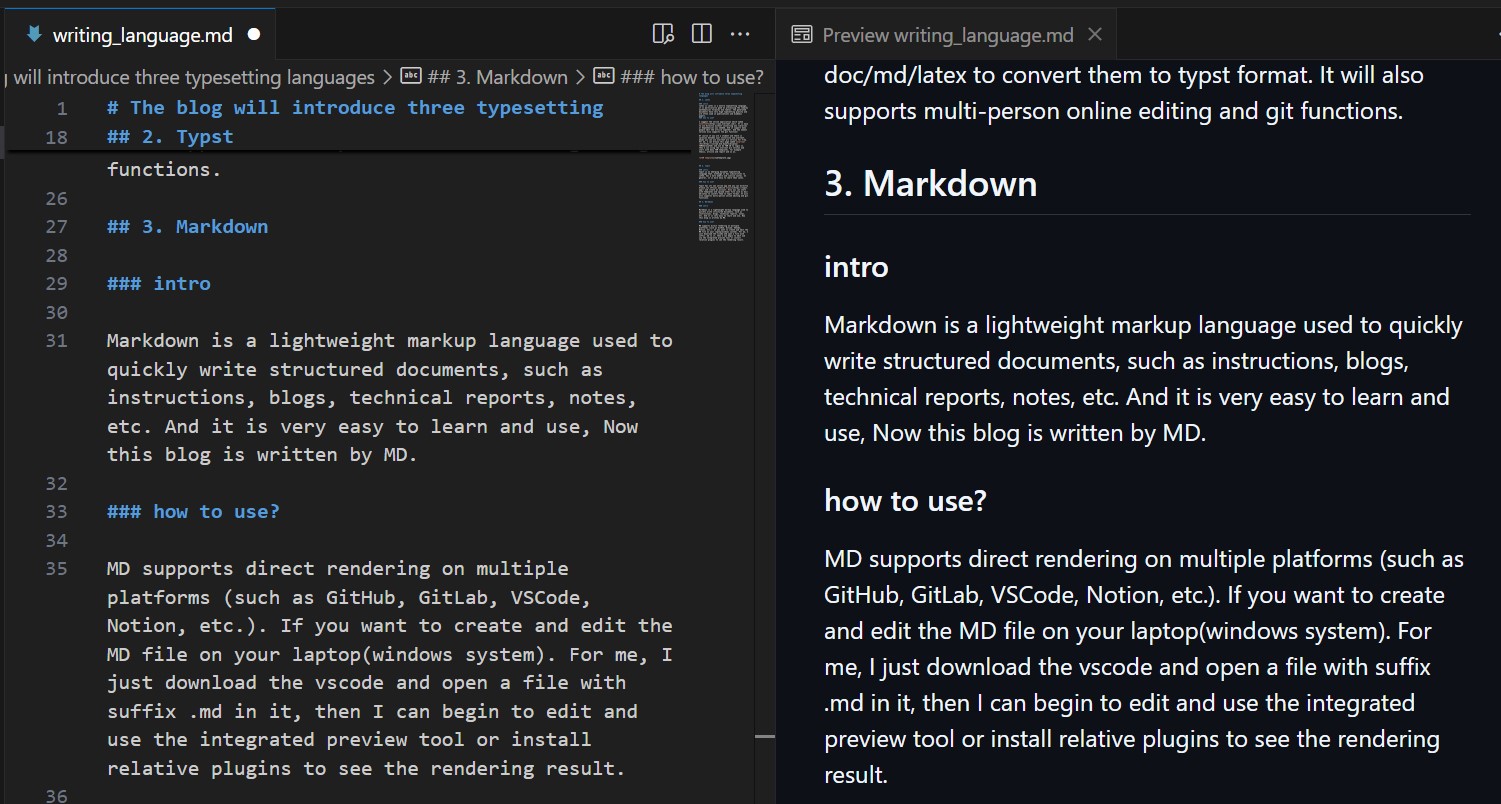 writing_language.md
Preview writing_language.md
will introduce three typesetting languages > ## 3. Markdown > ### how to use?
1 # The blog will introduce three typesetting
18 ## 2. Typst
functions.
26
27 ## 3. Markdown
28
29 ### intro
30
31 Markdown is a lightweight markup language used to
quickly write structured documents, such as
instructions, blogs, technical reports, notes,
etc. And it is very easy to learn and use, Now
this blog is written by MD.
32
33 ### how to use?
34
35 MD supports direct rendering on multiple
platforms (such as GitHub, GitLab, VSCode,
Notion, etc.). If you want to create and edit the
MD file on your laptop(windows system). For me, I
just download the vscode and open a file with
suffix .md in it, then I can begin to edit and
use the integrated preview tool or install
relative plugins to see the rendering result.
36
doc/md/latex to convert them to typst format. It will also
supports multi-person online editing and git functions.
3. Markdown
intro
Markdown is a lightweight markup language used to quickly
write structured documents, such as instructions, blogs,
technical reports, notes, etc. And it is very easy to learn and
use, Now this blog is written by MD.
how to use?
MD supports direct rendering on multiple platforms (such as
GitHub, GitLab, VSCode, Notion, etc.). If you want to create
and edit the MD file on your laptop(windows system). For
me, I just download the vscode and open a file with suffix
.md in it, then I can begin to edit and use the integrated
preview tool or install relative plugins to see the rendering
result.